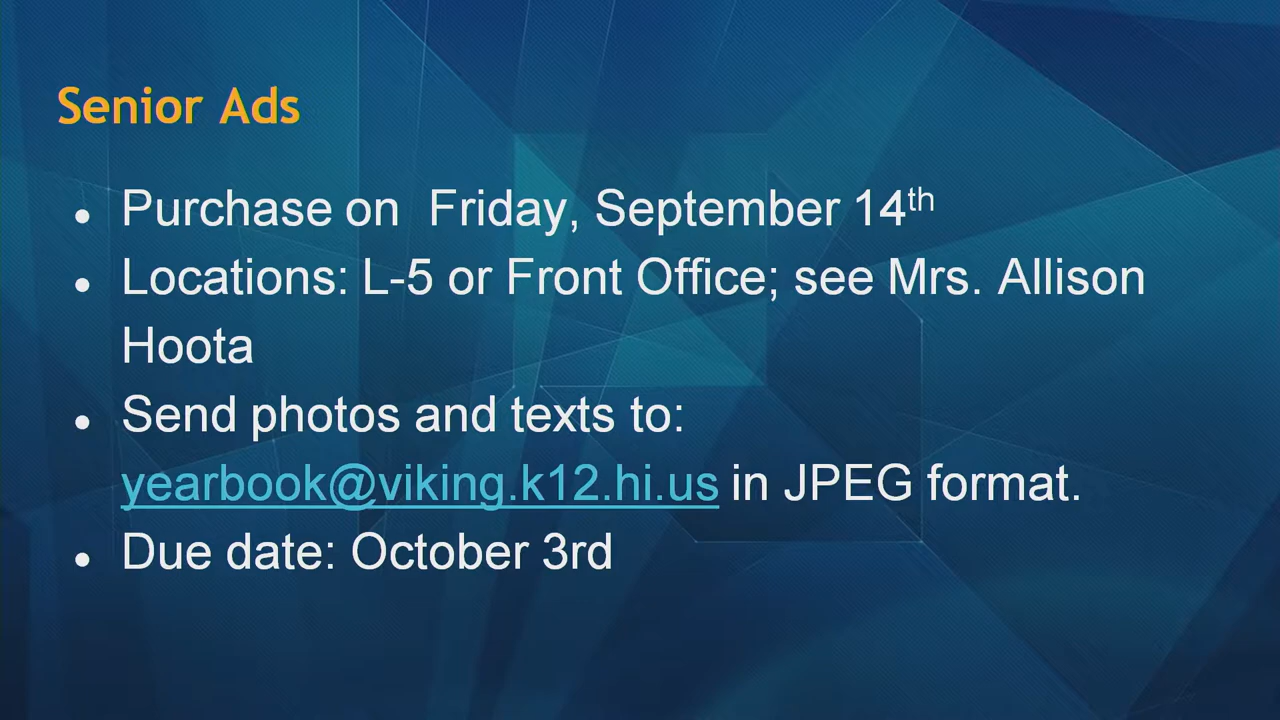 Senior Ads
Purchase on  Friday, September 14th
Locations: L-5 or Front Office; see Mrs. Allison
Hoota
Send photos and texts to:
yearbook@viking.k12.hi.us in JPEG format.
Due date: October 3rd